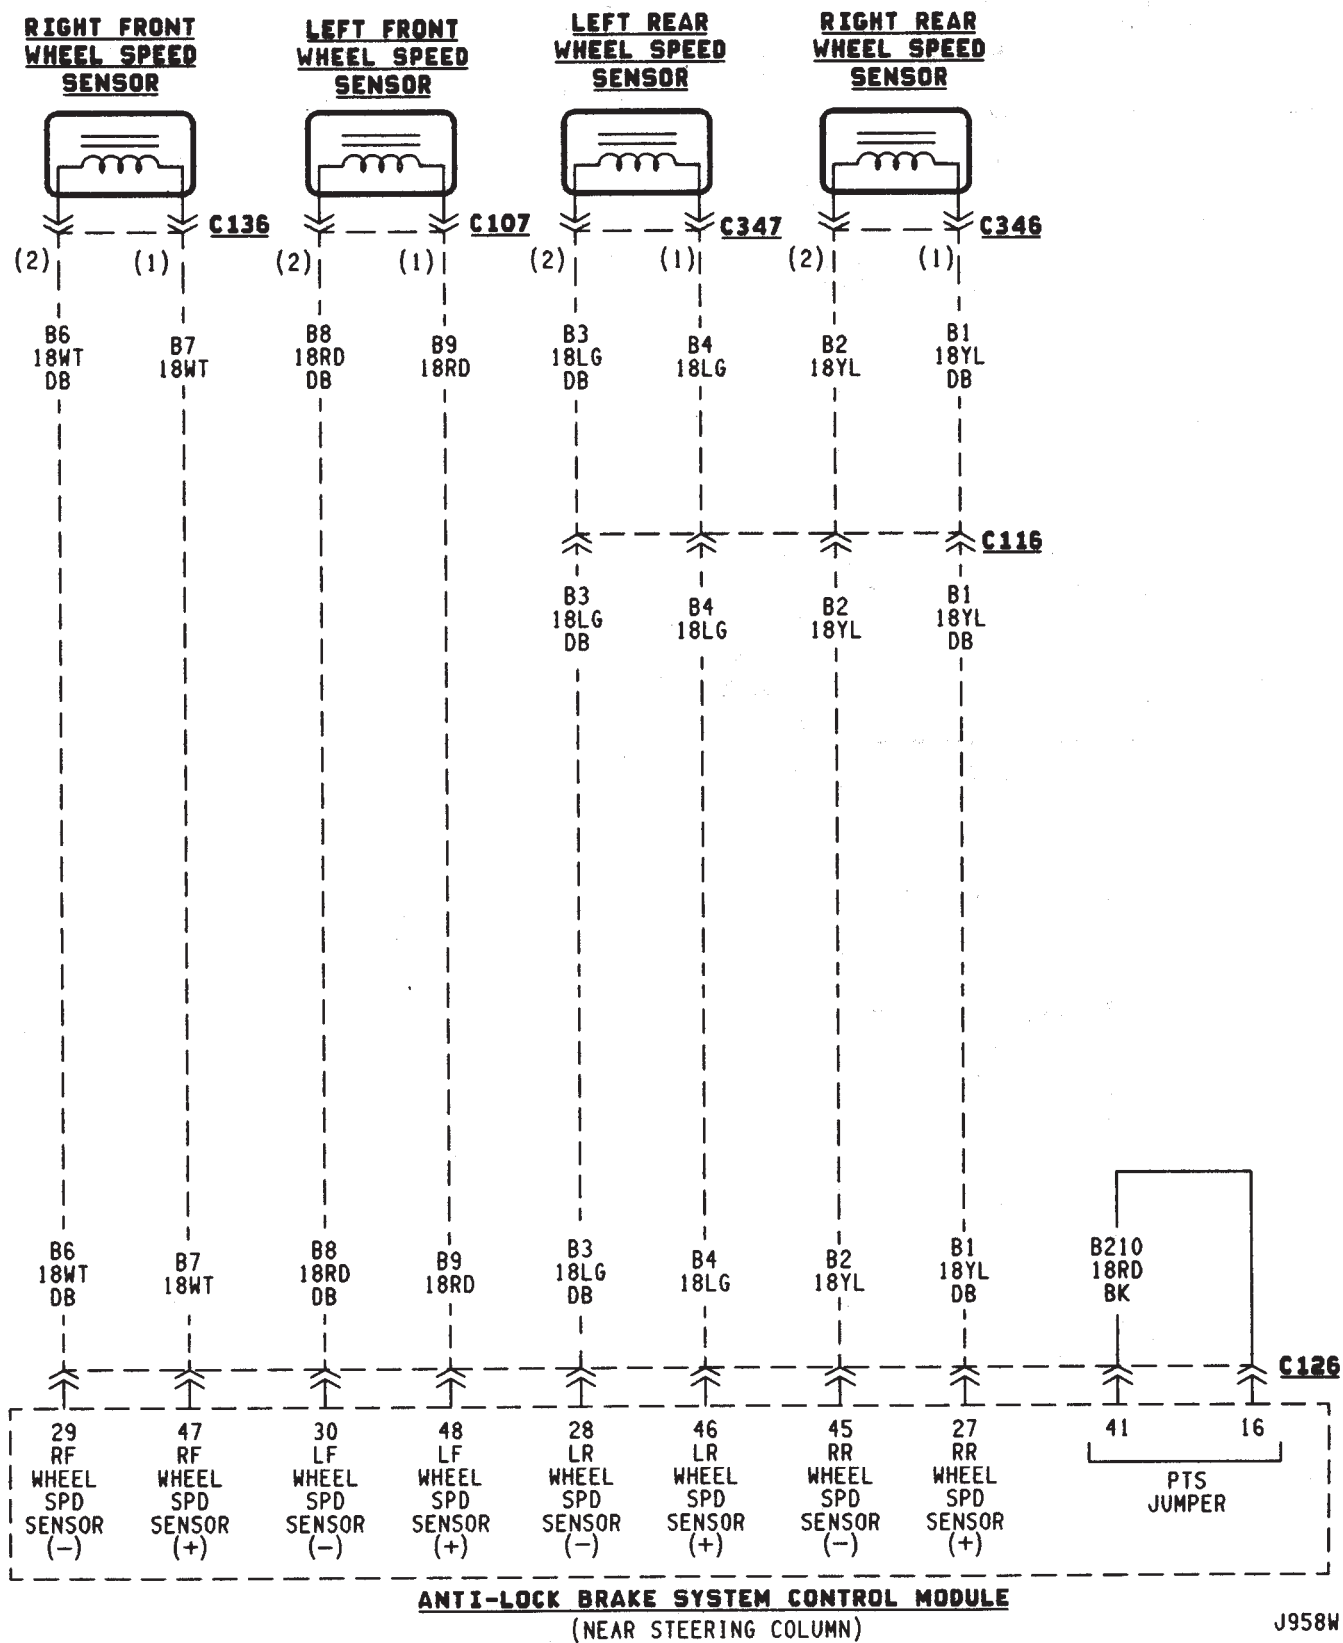 RIGHT FRONT
WHEEL SPEED
SENSOR
LEFT FRONT
WHEEL SPEED
SENSOR
LEFT REAR
WHEEL SPEED
SENSOR
RIGHT REAR
WHEEL SPEED
SENSOR
C136
C107
C347
C346
(2)
(1)
(2)
(1)
(2)
(1)
(2)
(1)
B6
18WT
DB
B7
18WT
B8
18RD
DB
B9
18RD
B3
18LG
DB
B4
18LG
B2
18YL
B1
18YL
DB
C116
B3
18LG
DB
B4
18LG
B2
18YL
B1
18YL
DB
B6
18WT
DB
B7
18WT
B8
18RD
DB
B9
18RD
B3
18LG
DB
B4
18LG
B2
18YL
B1
18YL
DB
B210
18RD
BK
C126
29
RF
WHEEL
SPD
SENSOR
(-)
47
RF
WHEEL
SPD
SENSOR
(+)
30
LF
WHEEL
SPD
SENSOR
(-)
48
LF
WHEEL
SPD
SENSOR
(+)
28
LR
WHEEL
SPD
SENSOR
(-)
46
LR
WHEEL
SPD
SENSOR
(+)
45
RR
WHEEL
SPD
SENSOR
(-)
27
RR
WHEEL
SPD
SENSOR
(+)
41
16
PTS
JUMPER
ANTI-LOCK BRAKE SYSTEM CONTROL MODULE
(NEAR STEERING COLUMN)
J958W